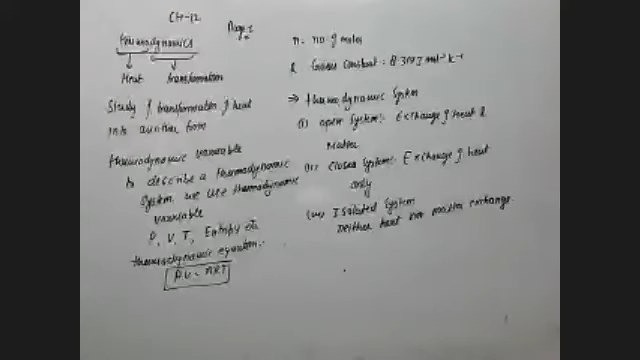 Ch-12
Page 1
Thermodynamics
Heat transformation
Study of transformation of heat
into another form
Thermodynamic variable
to describe a thermodynamic
system we use thermodynamic
variable
P, V, T, Entropy etc
thermodynamic equation:-
P.V = nRT
n - no of moles
R Gases Constant = 8.31 J mol⁻¹ K⁻¹
⇒ thermodynamic System
(i) open System:- Exchange of heat &
matter
(ii) Closed System:- Exchange of heat
only
(iii) Isolated System
neither heat nor matter exchange.